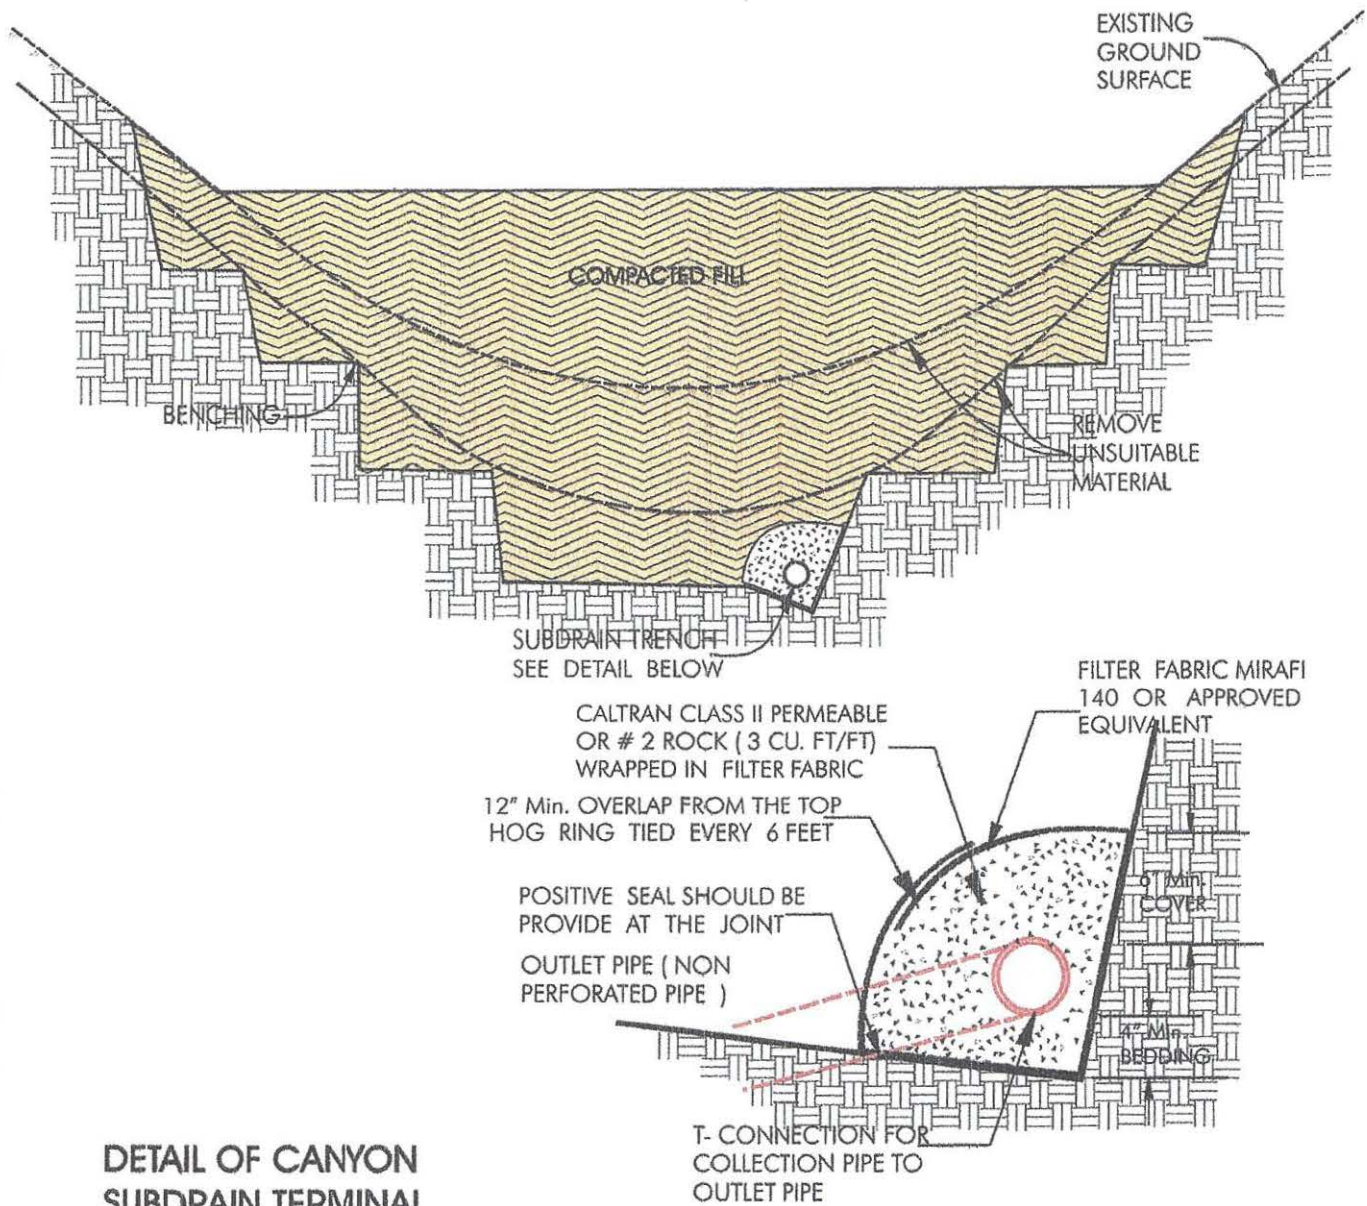 EXISTING
GROUND
SURFACE
COMPACTED FILL
BENCHING
REMOVE
UNSUITABLE
MATERIAL
SUBDRAIN TRENCH
SEE DETAIL BELOW
FILTER FABRIC MIRAFI
140 OR APPROVED
EQUIVALENT
CALTRAN CLASS II PERMEABLE
OR # 2 ROCK ( 3 CU. FT/FT)
WRAPPED IN FILTER FABRIC
12" Min. OVERLAP FROM THE TOP
HOG RING TIED EVERY 6 FEET
6" Min.
COVER
POSITIVE SEAL SHOULD BE
PROVIDE AT THE JOINT
OUTLET PIPE ( NON
PERFORATED PIPE )
4" Min.
BEDDING
T- CONNECTION FOR
COLLECTION PIPE TO
OUTLET PIPE
DETAIL OF CANYON
SUBDRAIN TERMINAL